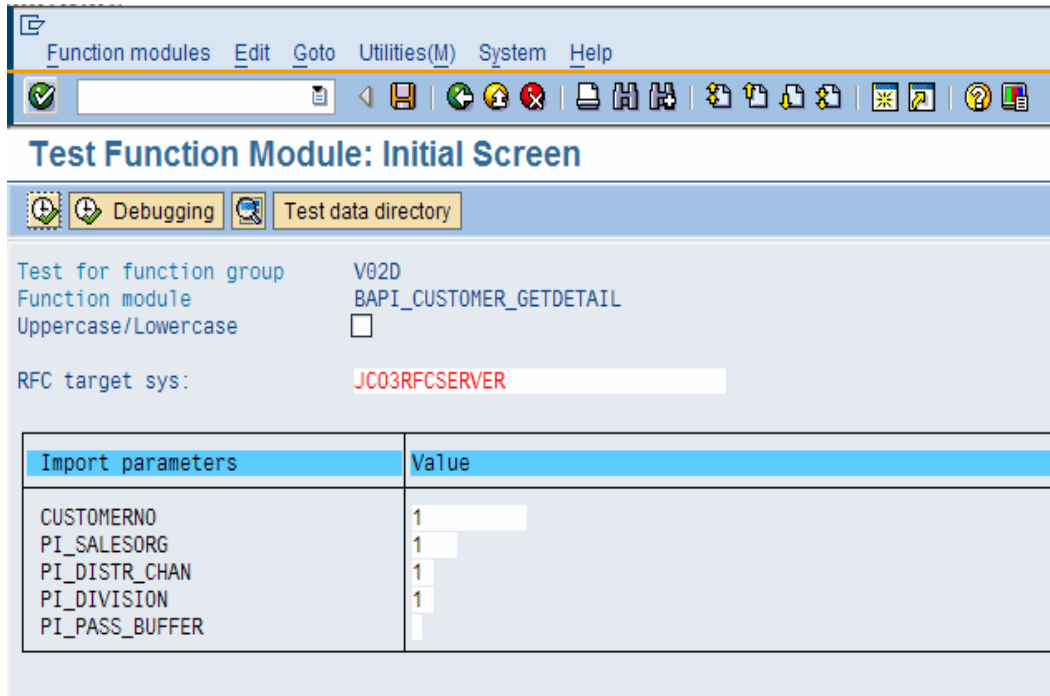 Function modules Edit Goto Utilities(M) System Help
Test Function Module: Initial Screen
Debugging Test data directory
Test for function group V02D
Function module BAPI_CUSTOMER_GETDETAIL
Uppercase/Lowercase
RFC target sys: JCO3RFCSERVER
Import parameters Value
CUSTOMERNO 1
PI_SALESORG 1
PI_DISTR_CHAN 1
PI_DIVISION 1
PI_PASS_BUFFER